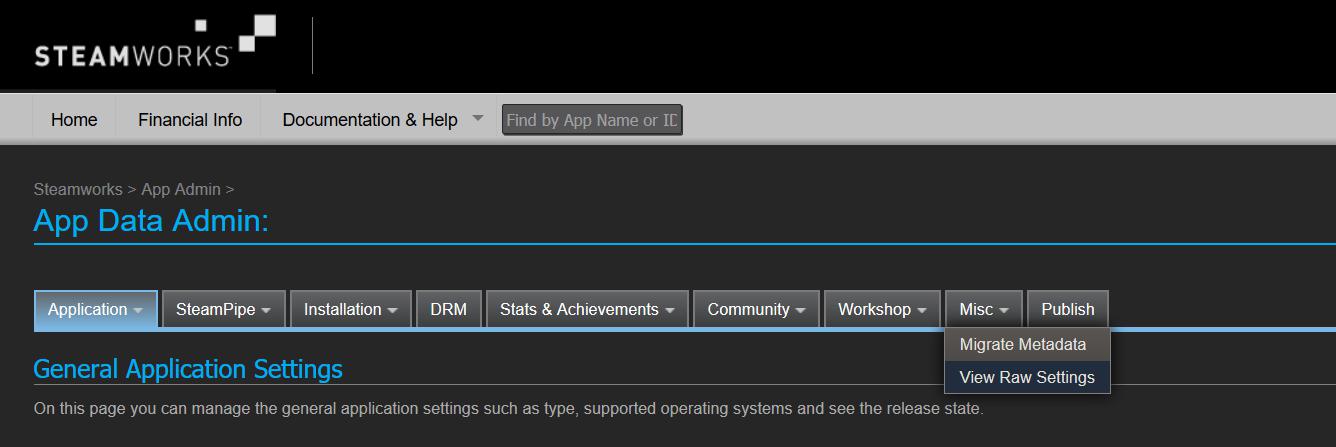 STEAMWORKS™
Home Financial Info Documentation & Help Find by App Name or ID
Steamworks > App Admin >
App Data Admin:
Application SteamPipe Installation DRM Stats & Achievements Community Workshop Misc Publish
Migrate Metadata
View Raw Settings
General Application Settings
On this page you can manage the general application settings such as type, supported operating systems and see the release state.